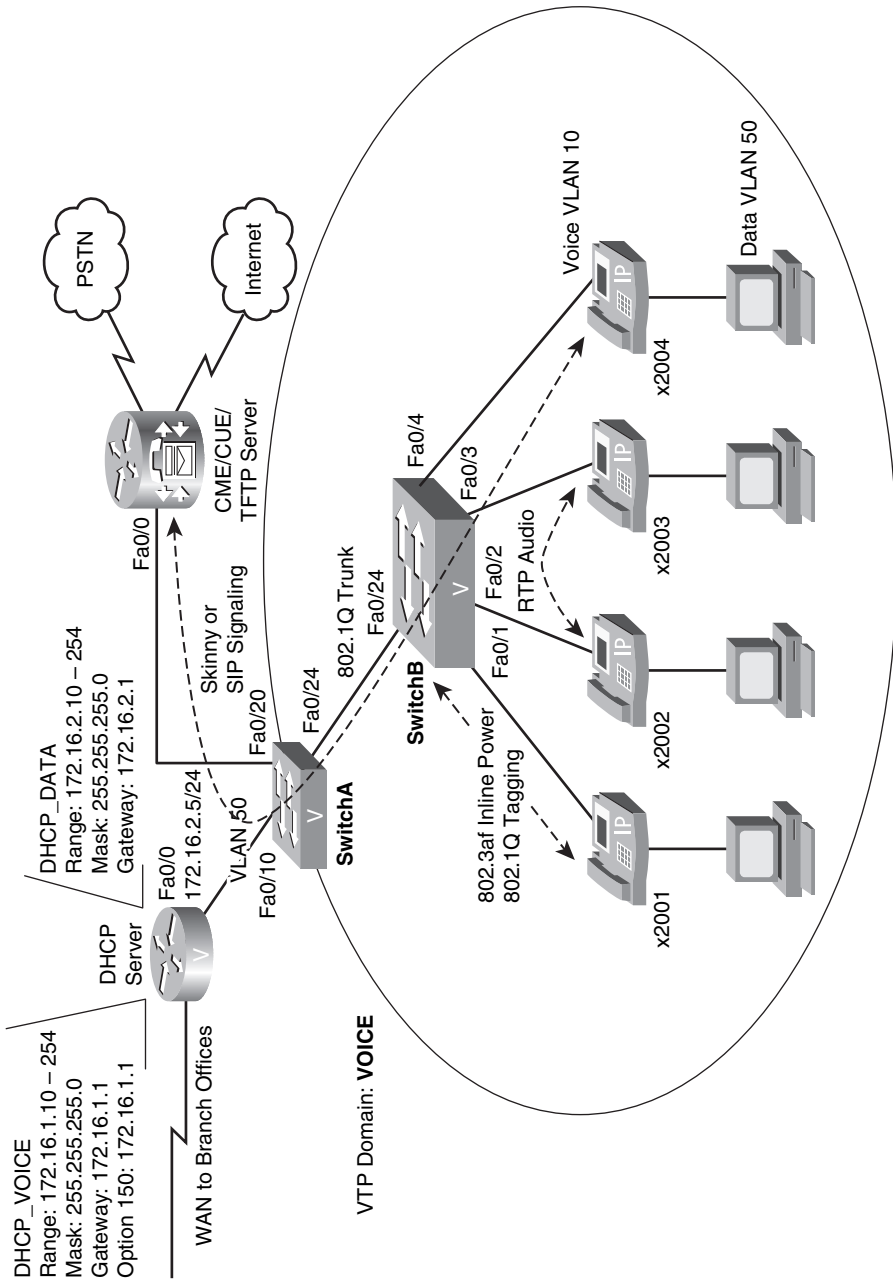 DHCP_VOICE
Range: 172.16.1.10 – 254
Mask: 255.255.255.0
Gateway: 172.16.1.1
Option 150: 172.16.1.1
DHCP_DATA
Range: 172.16.2.10 – 254
Mask: 255.255.255.0
Gateway: 172.16.2.1
DHCP
Server
V
WAN to Branch Offices
Fa0/0
172.16.2.5/24
VLAN 50
Fa0/10
Skinny or
SIP Signaling
Fa0/0
PSTN
Internet
CME/CUE/
TFTP Server
Fa0/20
V
SwitchA
Fa0/24
802.1Q Trunk
Fa0/24
VTP Domain: VOICE
SwitchB
V
Fa0/4
Fa0/3
Fa0/2
Fa0/1
802.3af Inline Power
802.1Q Tagging
RTP Audio
Voice VLAN 10
IP
IP
IP
IP
x2001
x2002
x2003
x2004
Data VLAN 50